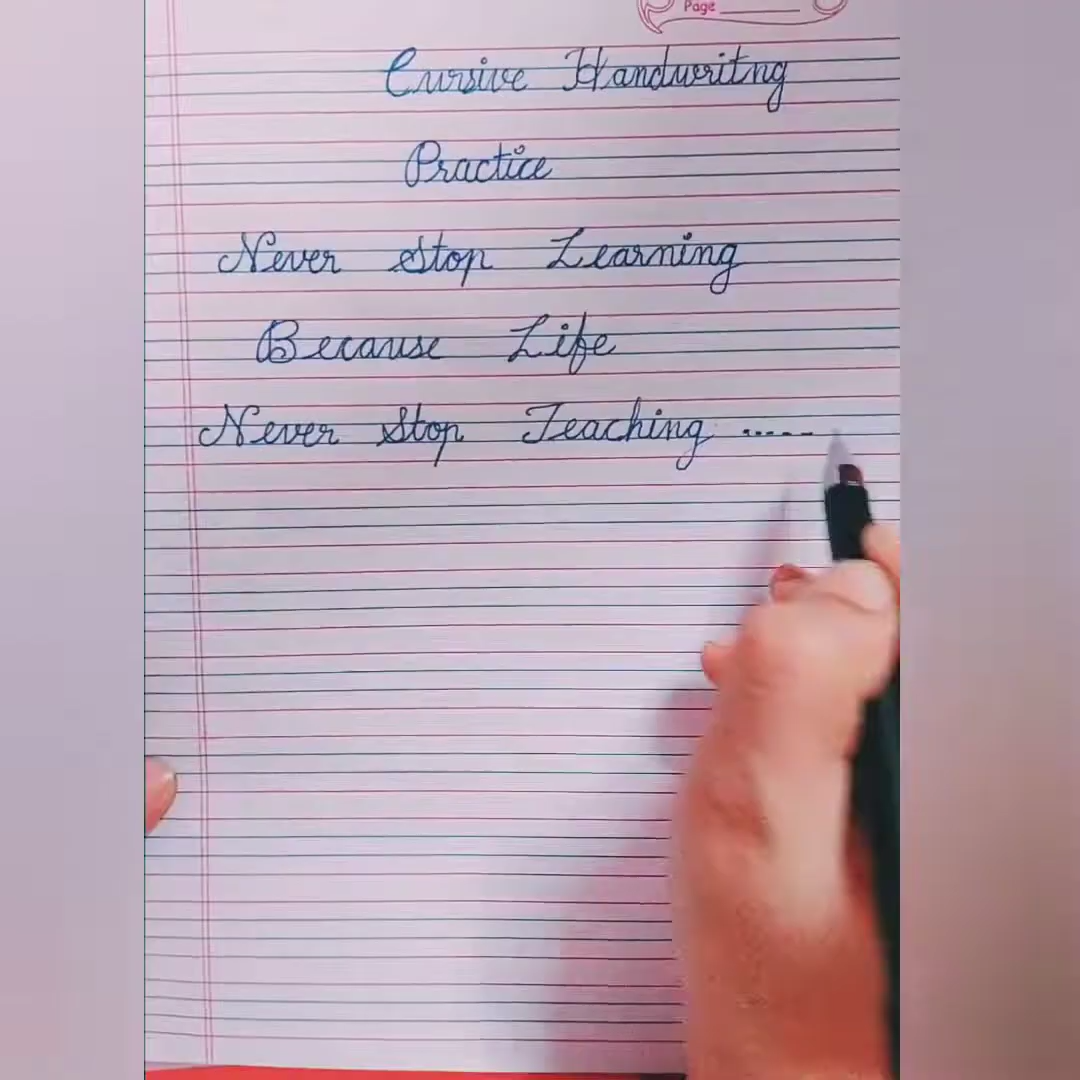 Page
Cursive Handwritng
Practice
Never Stop Learning
Because Life
Never Stop Teaching .....--